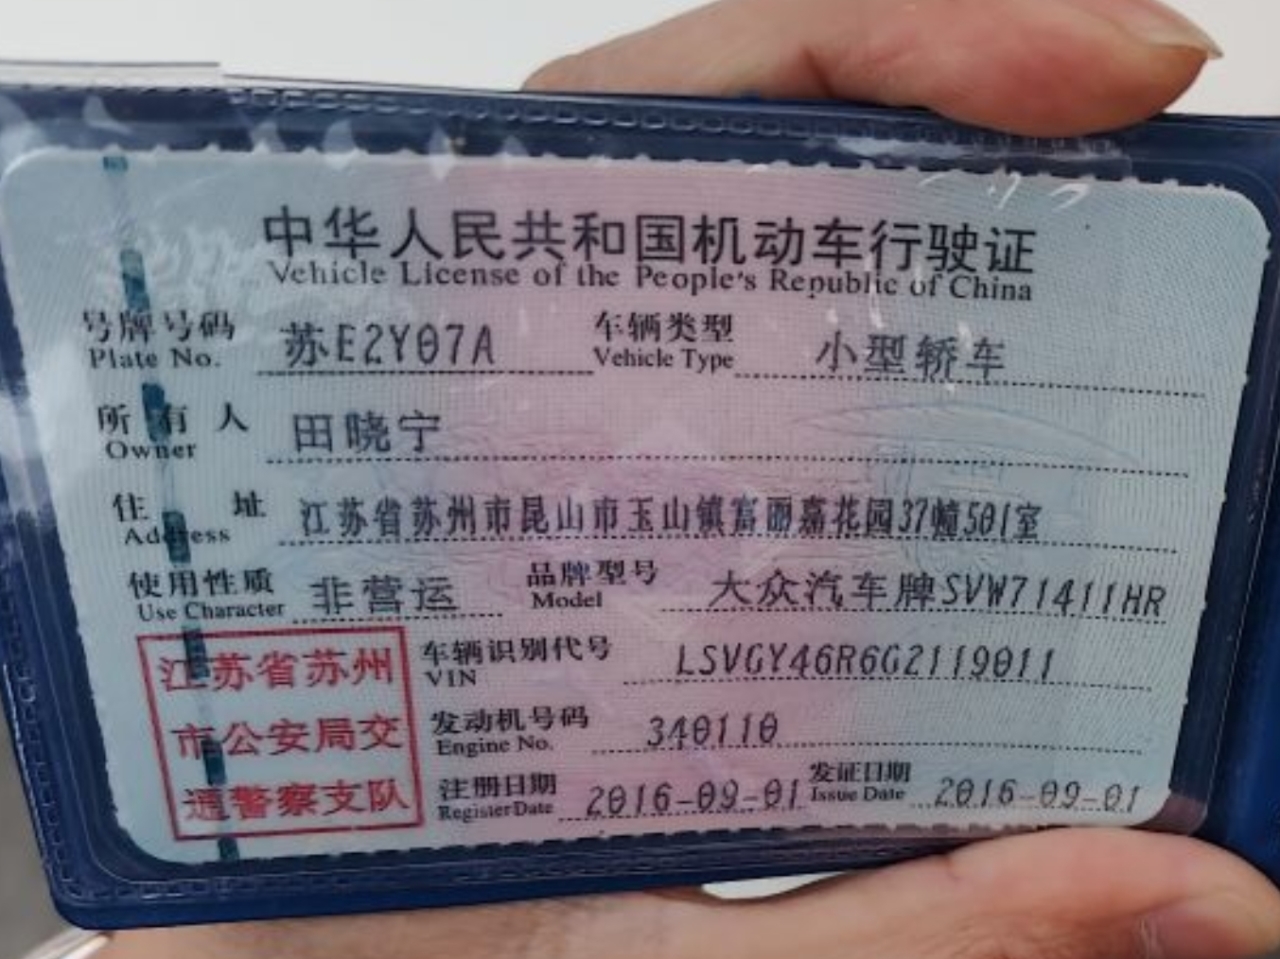 中华人民共和国机动车行驶证
Vehicle License of the People's Republic of China
号牌号码 苏E2Y07A 车辆类型 小型轿车
Plate No. Vehicle Type
所有人 田晓宁
Owner
住址 江苏省苏州市昆山市玉山镇富丽嘉花园37幢501室
Address
使用性质 非营运 品牌型号 大众汽车牌SVW71411HR
Use Character Model
江苏省苏州
市公安局交
通警察支队
车辆识别代号 LSVGY46R6G2119011
VIN
发动机号码 340110
Engine No.
注册日期 2016-09-01 发证日期 2016-09-01
Register Date Issue Date